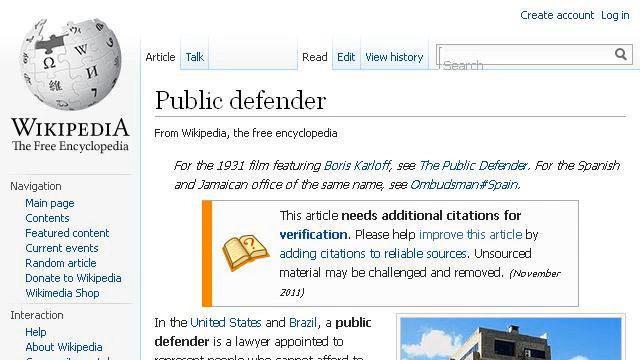 Create account Log in
Article Talk Read Edit View history Search
WIKIPEDIA
The Free Encyclopedia
Public defender
From Wikipedia, the free encyclopedia
For the 1931 film featuring Boris Karloff, see The Public Defender. For the Spanish
and Jamaican office of the same name, see Ombudsman#Spain.
This article needs additional citations for
verification. Please help improve this article by
adding citations to reliable sources. Unsourced
material may be challenged and removed. (November
2011)
In the United States and Brazil, a public
defender is a lawyer appointed to
represent people who cannot afford to
Navigation
Main page
Contents
Featured content
Current events
Random article
Donate to Wikipedia
Wikimedia Shop
Interaction
Help
About Wikipedia